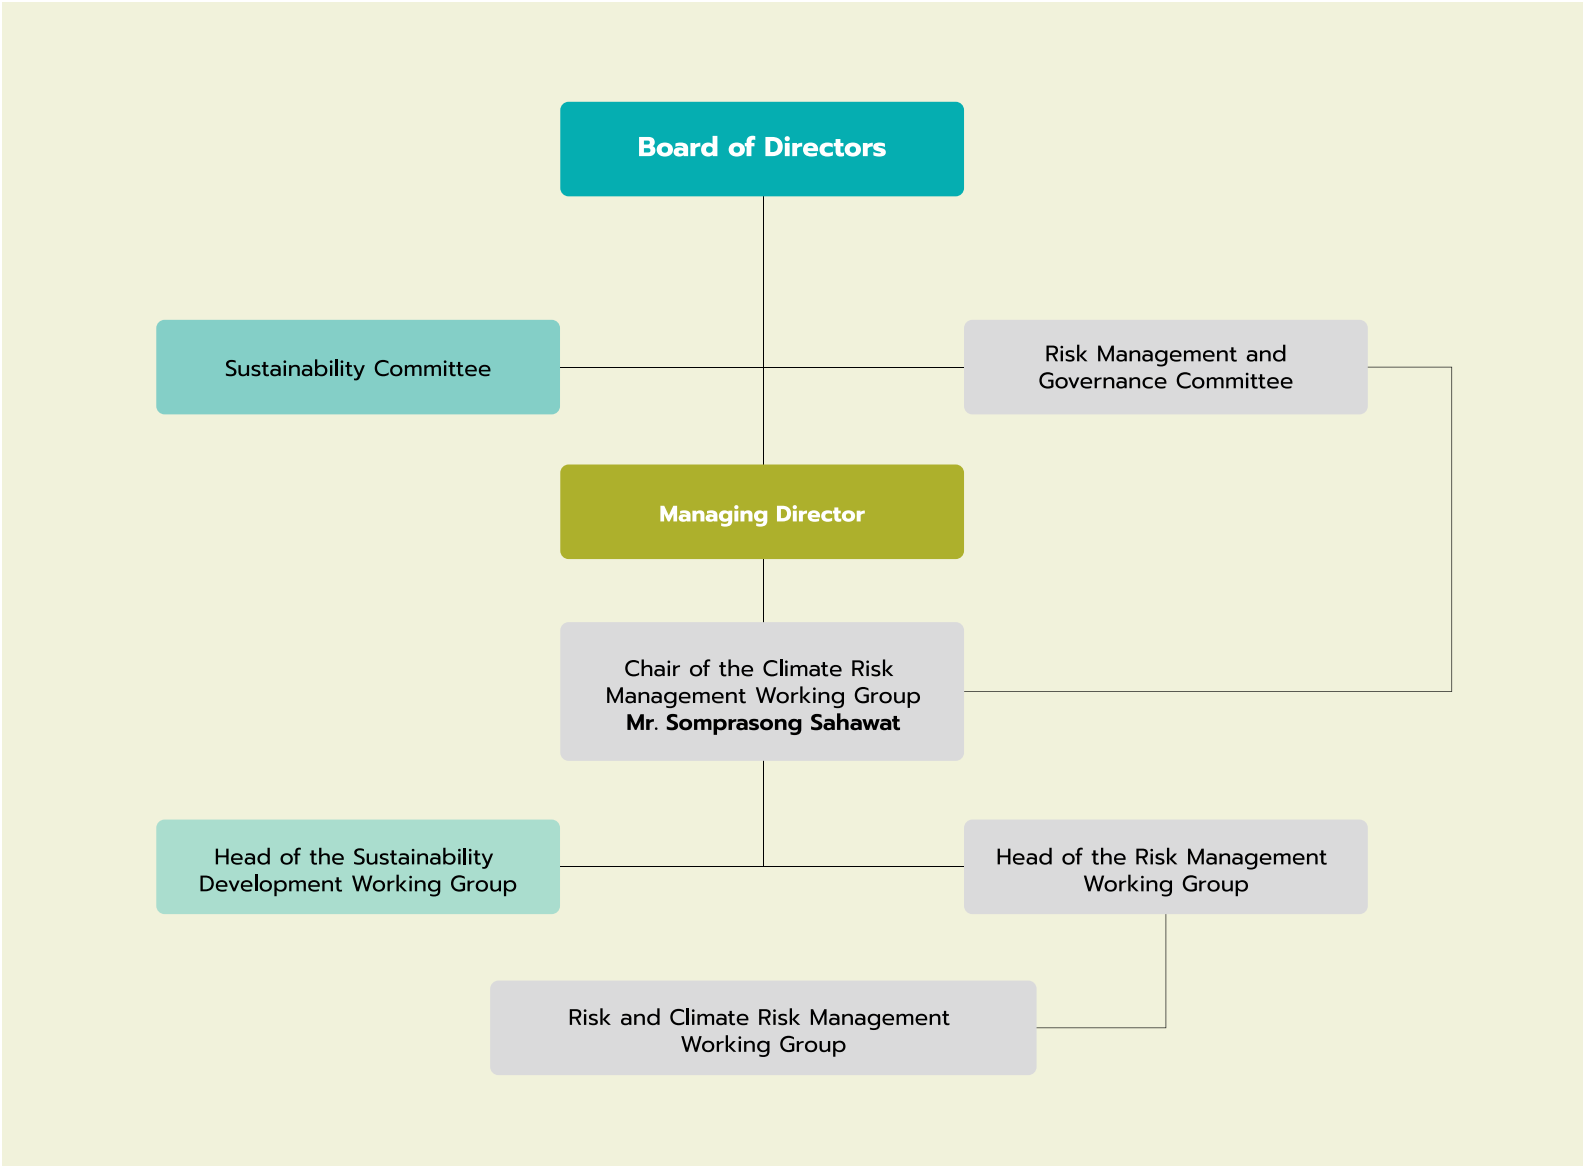 Board of Directors
Sustainability Committee
Risk Management and
Governance Committee
Managing Director
Chair of the Climate Risk
Management Working Group
Mr. Somprasong Sahawat
Head of the Sustainability
Development Working Group
Head of the Risk Management
Working Group
Risk and Climate Risk Management
Working Group